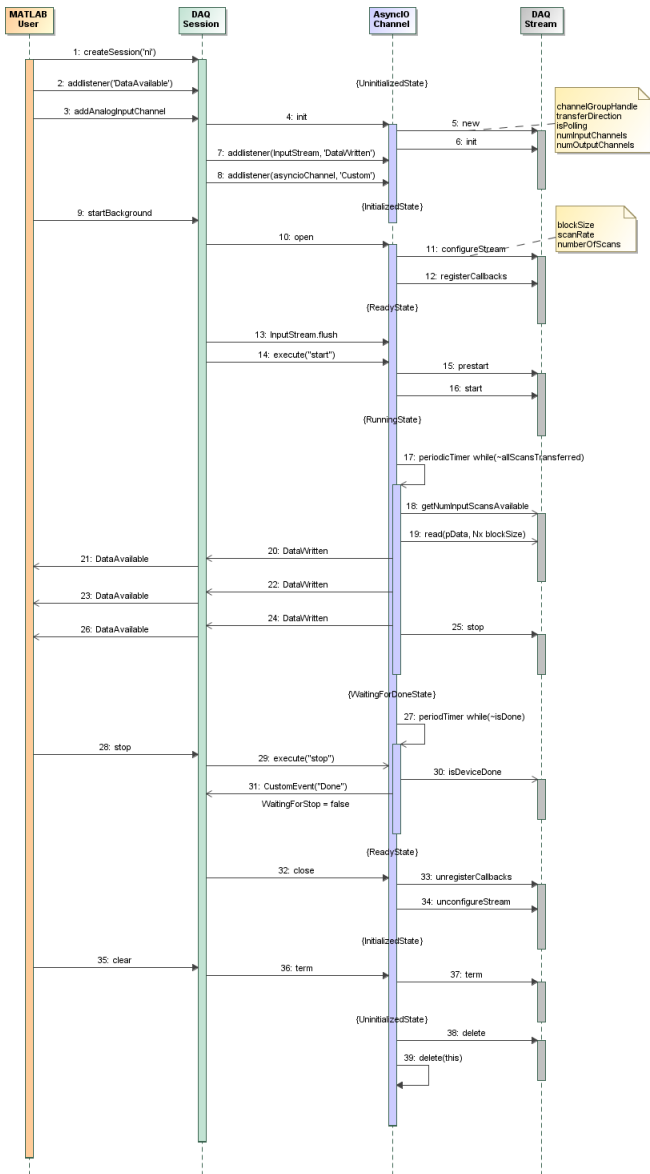 MATLAB
User
DAQ
Session
AsyncIO
Channel
DAQ
Stream
1: createSession('ni')
2: addlistener('DataAvailable')
{UninitializedState}
3: addAnalogInputChannel
4: init
5: new
channelGroupHandle
transferDirection
isPolling
numInputChannels
numOutputChannels
6: init
7: addlistener(InputStream, 'DataWritten')
8: addlistener(asyncioChannel, 'Custom')
{InitializedState}
9: startBackground
10: open
11: configureStream
blockSize
scanRate
numberOfScans
12: registerCallbacks
{ReadyState}
13: InputStream.flush
14: execute("start")
15: prestart
16: start
{RunningState}
17: periodicTimer while(~allScansTransferred)
18: getNumInputScansAvailable
19: read(pData, Nx blockSize)
20: DataWritten
21: DataAvailable
22: DataWritten
23: DataAvailable
24: DataWritten
25: stop
26: DataAvailable
{WaitingForDoneState}
27: periodTimer while(~isDone)
28: stop
29: execute("stop")
30: isDeviceDone
31: CustomEvent("Done")
WaitingForStop = false
{ReadyState}
32: close
33: unregisterCallbacks
34: unconfigureStream
{InitializedState}
35: clear
36: term
37: term
{UninitializedState}
38: delete
39: delete(this)